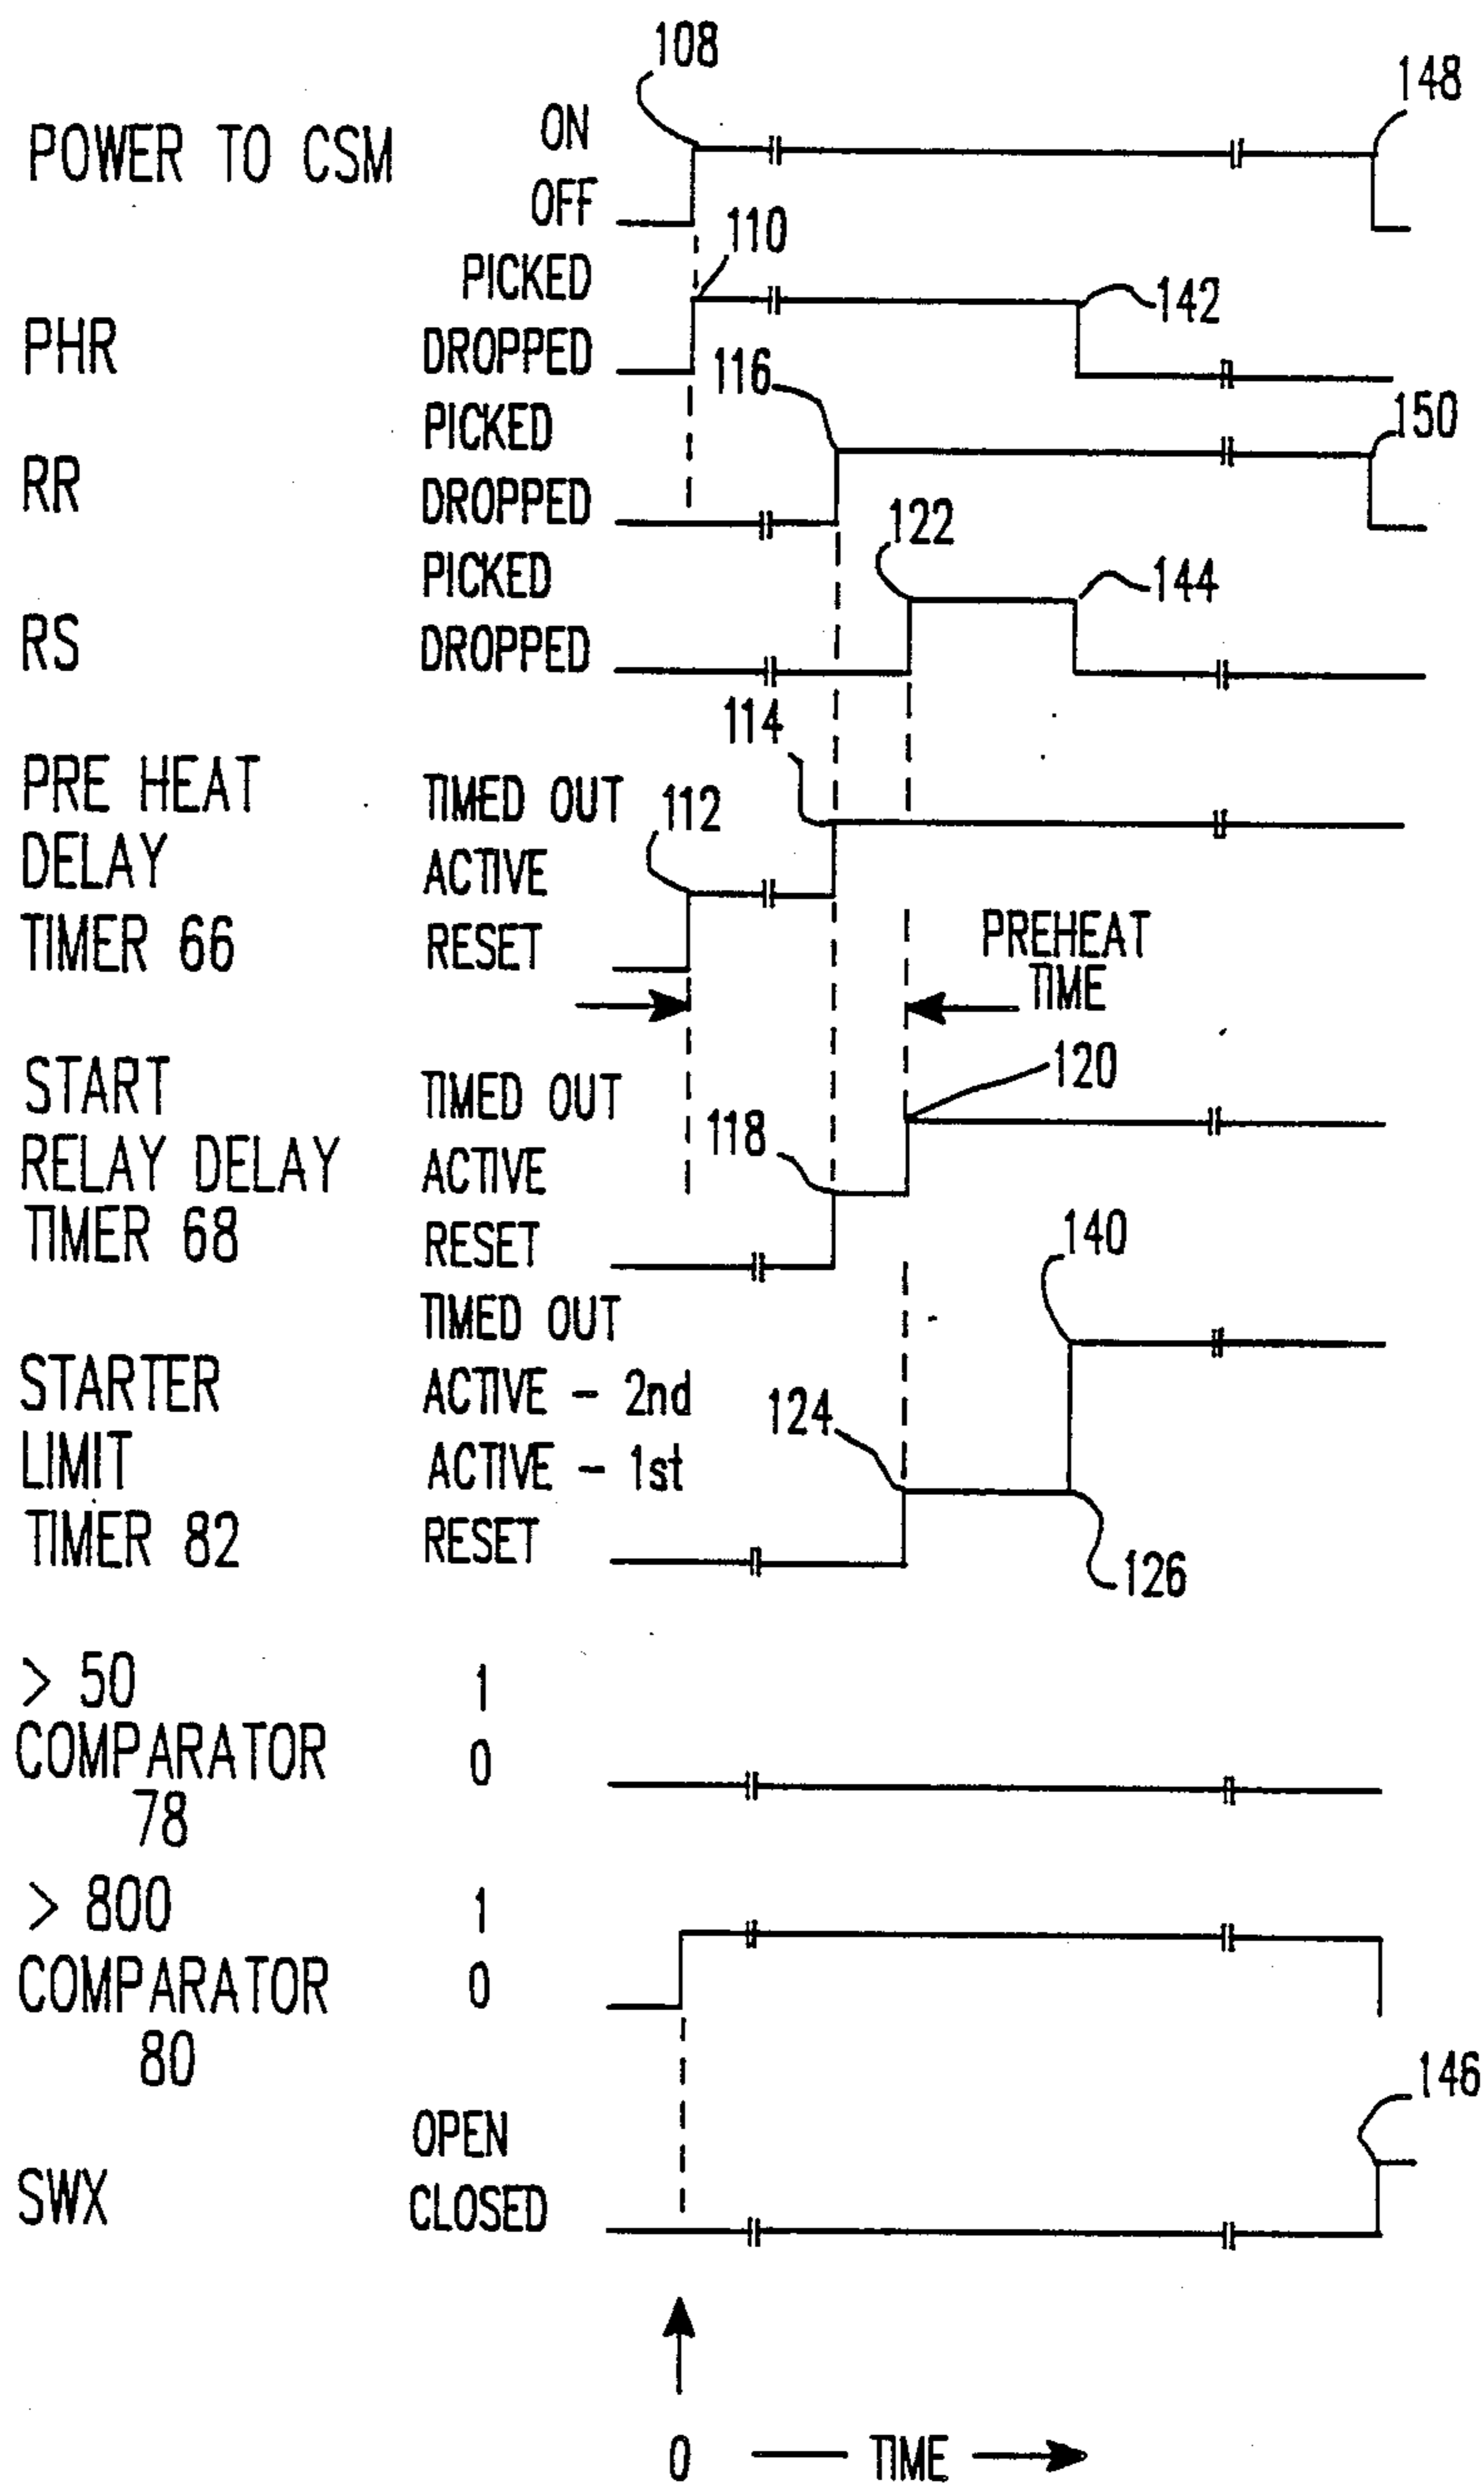 108
148
POWER TO CSM
ON
OFF
110
PICKED
142
PHR
DROPPED
116
PICKED
150
RR
DROPPED
122
PICKED
144
RS
DROPPED
114
PRE HEAT
DELAY
TIMER 66
TIMED OUT
112
ACTIVE
RESET
PREHEAT
TIME
START
RELAY DELAY
TIMER 68
TIMED OUT
120
118
ACTIVE
RESET
140
TIMED OUT
STARTER
LIMIT
TIMER 82
ACTIVE - 2nd
124
ACTIVE - 1st
RESET
126
> 50
COMPARATOR
78
1
0
> 800
COMPARATOR
80
1
0
146
OPEN
SWX
CLOSED
0 TIME